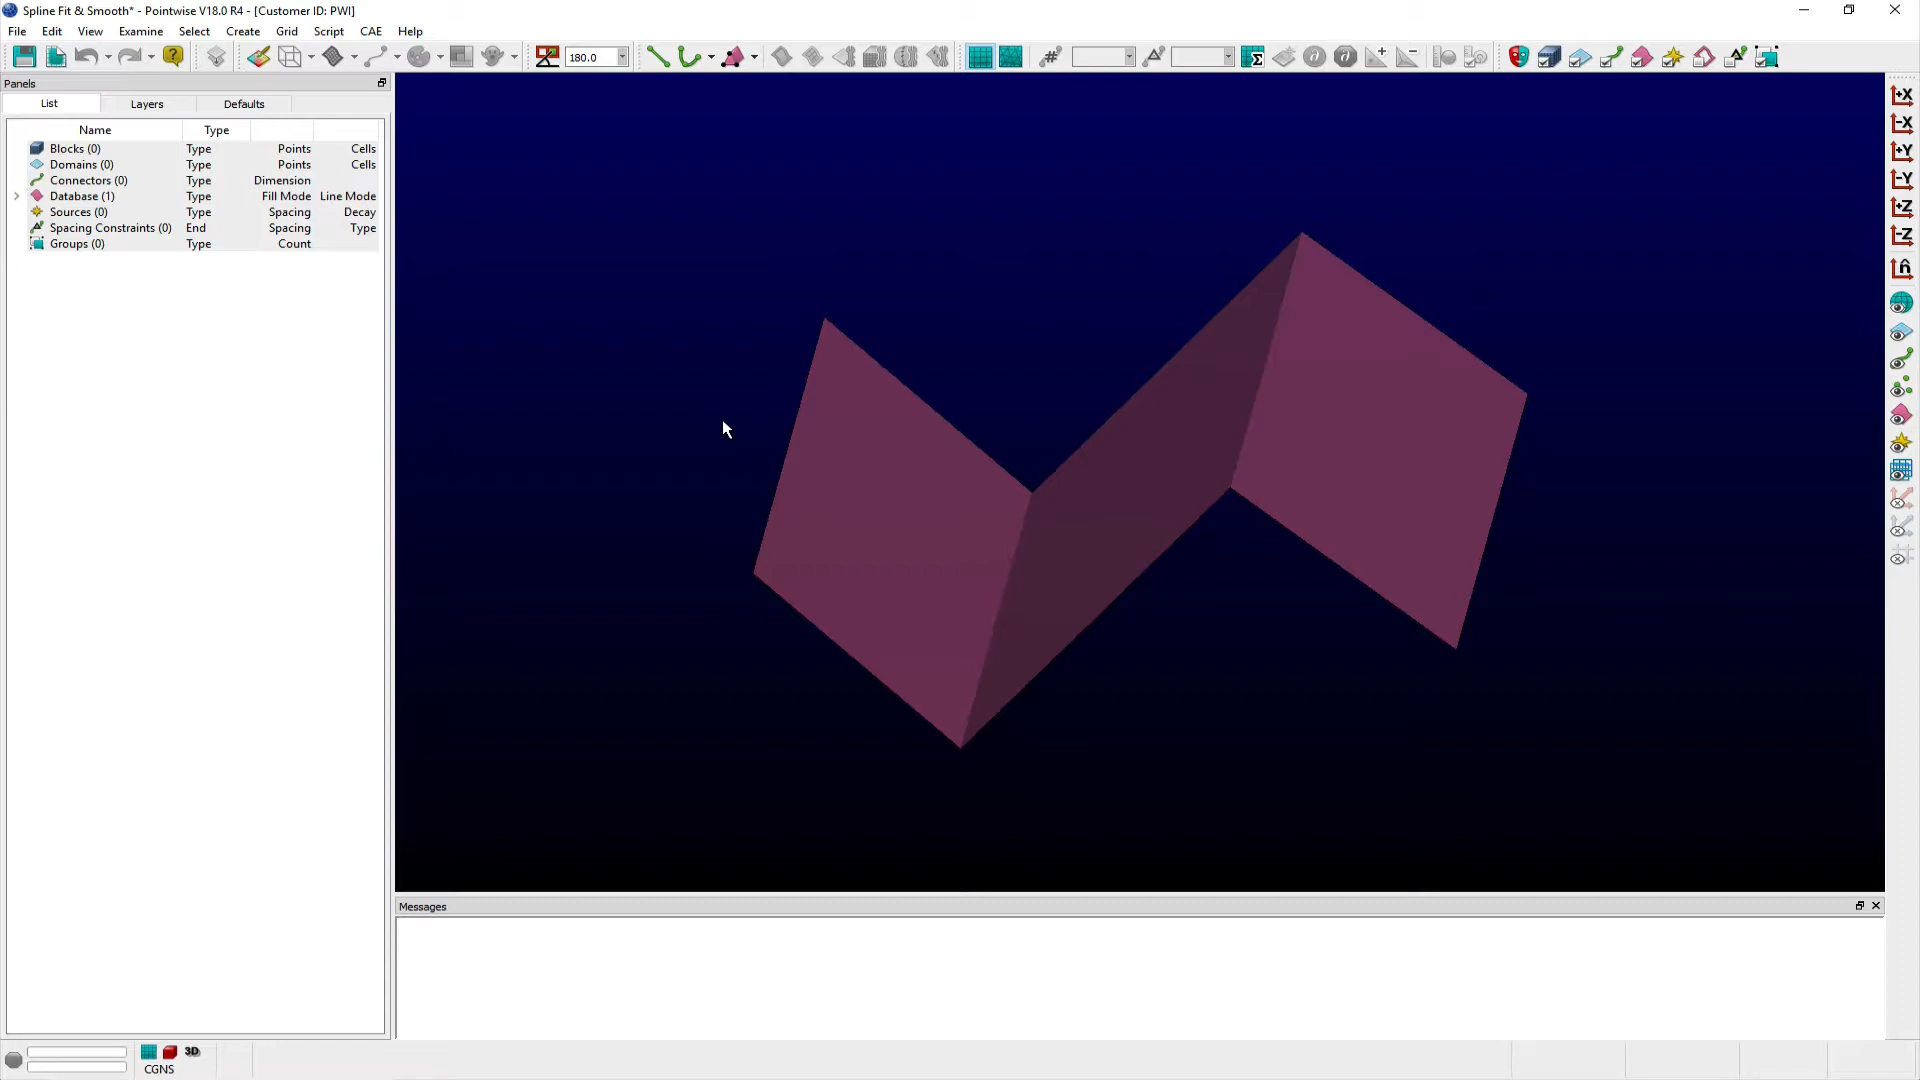 Spline Fit & Smooth* - Pointwise V18.0 R4 - [Customer ID: PWI]
File Edit View Examine Select Create Grid Script CAE Help
180.0
Panels
List Layers Defaults
Name Type
Blocks (0) Type Points Cells
Domains (0) Type Points Cells
Connectors (0) Type Dimension
Database (1) Type Fill Mode Line Mode
Sources (0) Type Spacing Decay
Spacing Constraints (0) End Spacing Type
Groups (0) Type Count
+X
-X
+Y
-Y
+Z
-Z
n̂
Messages
3D
CGNS